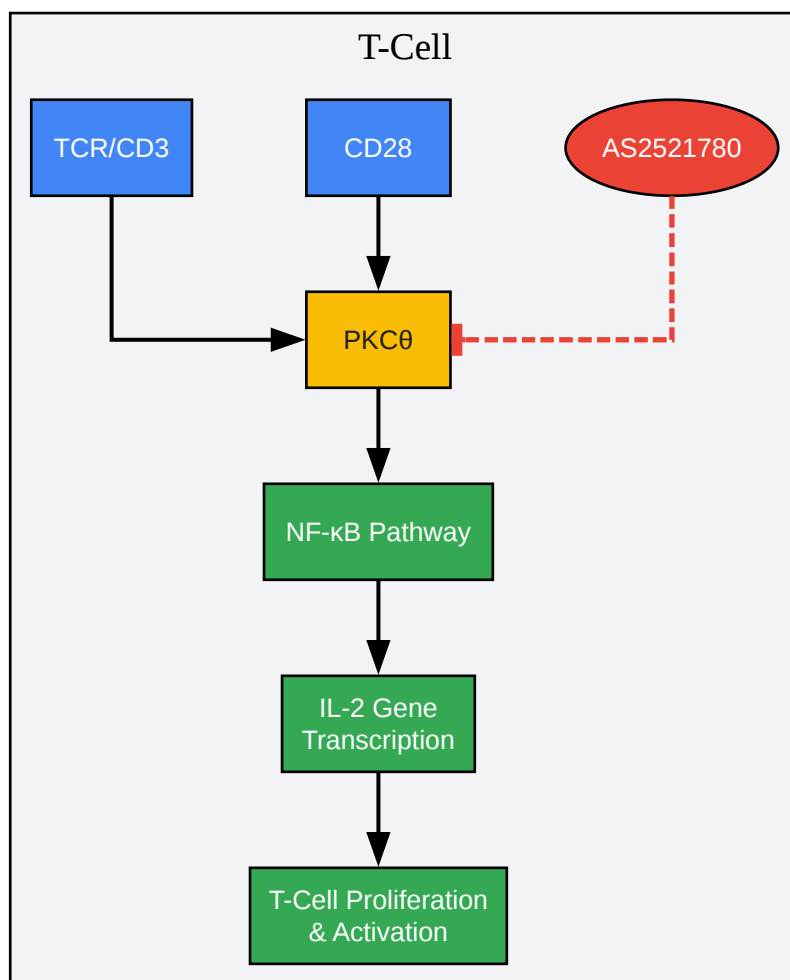 T-Cell
TCR/CD3
CD28
AS2521780
PKCθ
NF-κB Pathway
IL-2 Gene
Transcription
T-Cell Proliferation
& Activation